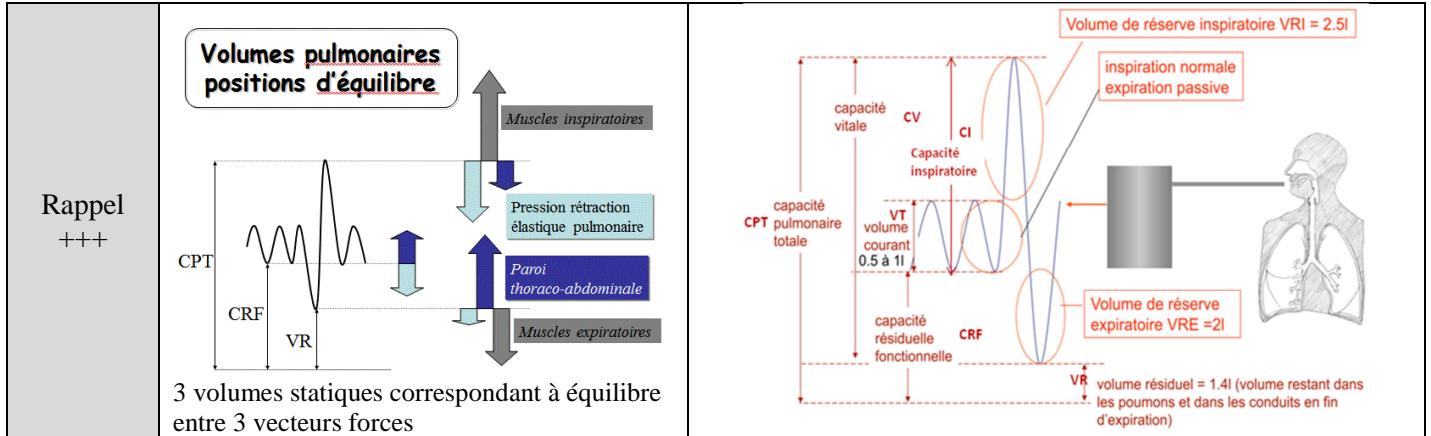 Rappel
+++
Volumes pulmonaires
positions d'équilibre
Muscles inspiratoires
Pression rétraction
élastique pulmonaire
CPT
Paroi
thoraco-abdominale
CRF
VR
Muscles expiratoires
3 volumes statiques correspondant à équilibre
entre 3 vecteurs forces
Volume de réserve inspiratoire VRI = 2.5l
inspiration normale
expiration passive
capacité
vitale
CV
CI
Capacité
inspiratoire
CPT
capacité
pulmonaire
totale
VT
volume
courant
0.5 à 1l
capacité
résiduelle
fonctionnelle
CRF
Volume de réserve
expiratoire VRE =2l
VR
volume résiduel = 1.4l (volume restant dans
les poumons et dans les conduits en fin
d'expiration)